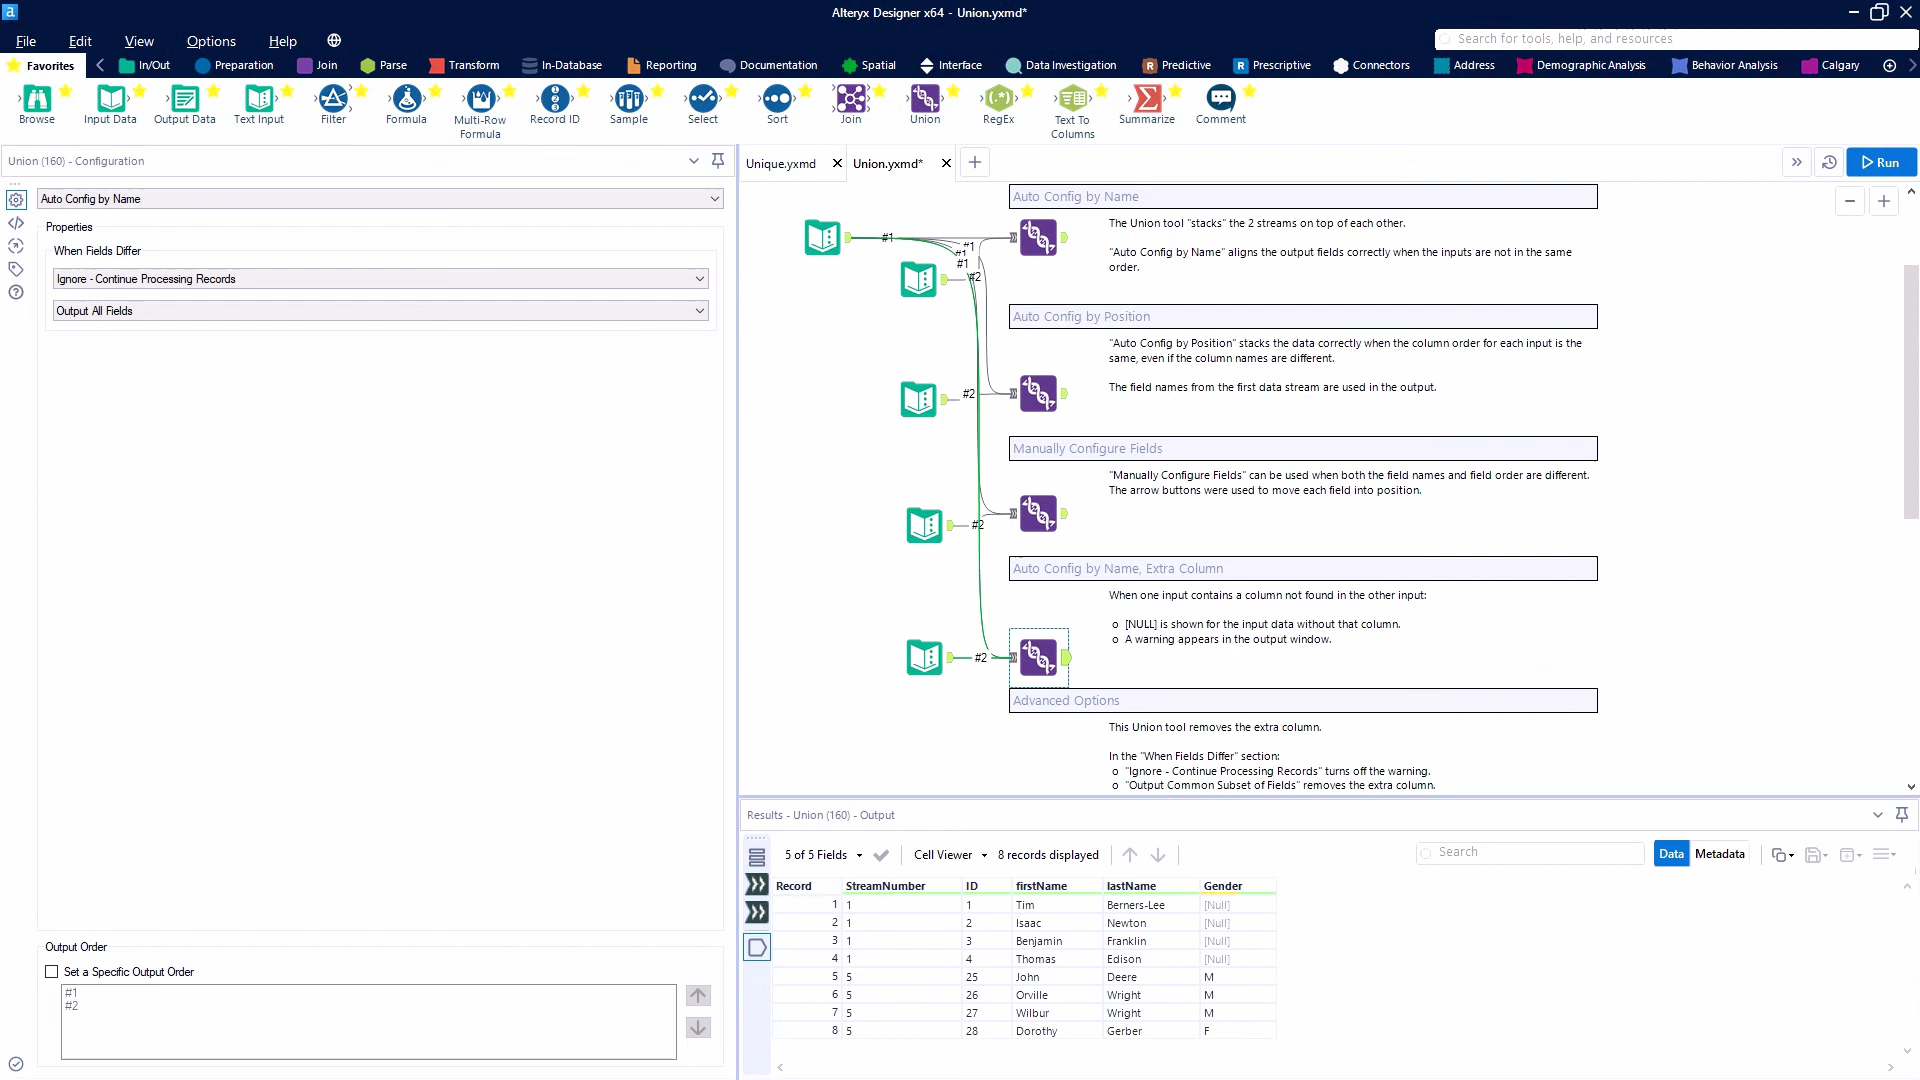 Alteryx Designer x64 - Union.yxmd*
File Edit View Options Help
Search for tools, help, and resources
Favorites In/Out Preparation Join Parse Transform In-Database Reporting Documentation Spatial Interface Data Investigation Predictive Prescriptive Connectors Address Demographic Analysis Behavior Analysis Calgary
Browse Input Data Output Data Text Input Filter Formula Multi-Row Record ID Sample Select Sort Join Union RegEx Text To Summarize Comment
Formula Columns
Union (160) - Configuration
Auto Config by Name
Properties
When Fields Differ
Ignore - Continue Processing Records
Output All Fields
Output Order
Set a Specific Output Order
#1
#2
Unique.yxmd Union.yxmd*
Run
Auto Config by Name
The Union tool "stacks" the 2 streams on top of each other.
"Auto Config by Name" aligns the output fields correctly when the inputs are not in the same
order.
#1
#1
#1
#1
#2
Auto Config by Position
"Auto Config by Position" stacks the data correctly when the column order for each input is the
same, even if the column names are different.
The field names from the first data stream are used in the output.
#2
Manually Configure Fields
"Manually Configure Fields" can be used when both the field names and field order are different.
The arrow buttons were used to move each field into position.
#2
Auto Config by Name, Extra Column
When one input contains a column not found in the other input:
o [NULL] is shown for the input data without that column.
o A warning appears in the output window.
#2
Advanced Options
This Union tool removes the extra column.
In the "When Fields Differ" section:
o "Ignore - Continue Processing Records" turns off the warning.
o "Output Common Subset of Fields" removes the extra column.
Results - Union (160) - Output
5 of 5 Fields Cell Viewer 8 records displayed Search Data Metadata
Record StreamNumber ID firstName lastName Gender
1 1 1 Tim Berners-Lee [Null]
2 1 2 Isaac Newton [Null]
3 1 3 Benjamin Franklin [Null]
4 1 4 Thomas Edison [Null]
5 5 25 John Deere M
6 5 26 Orville Wright M
7 5 27 Wilbur Wright M
8 5 28 Dorothy Gerber F